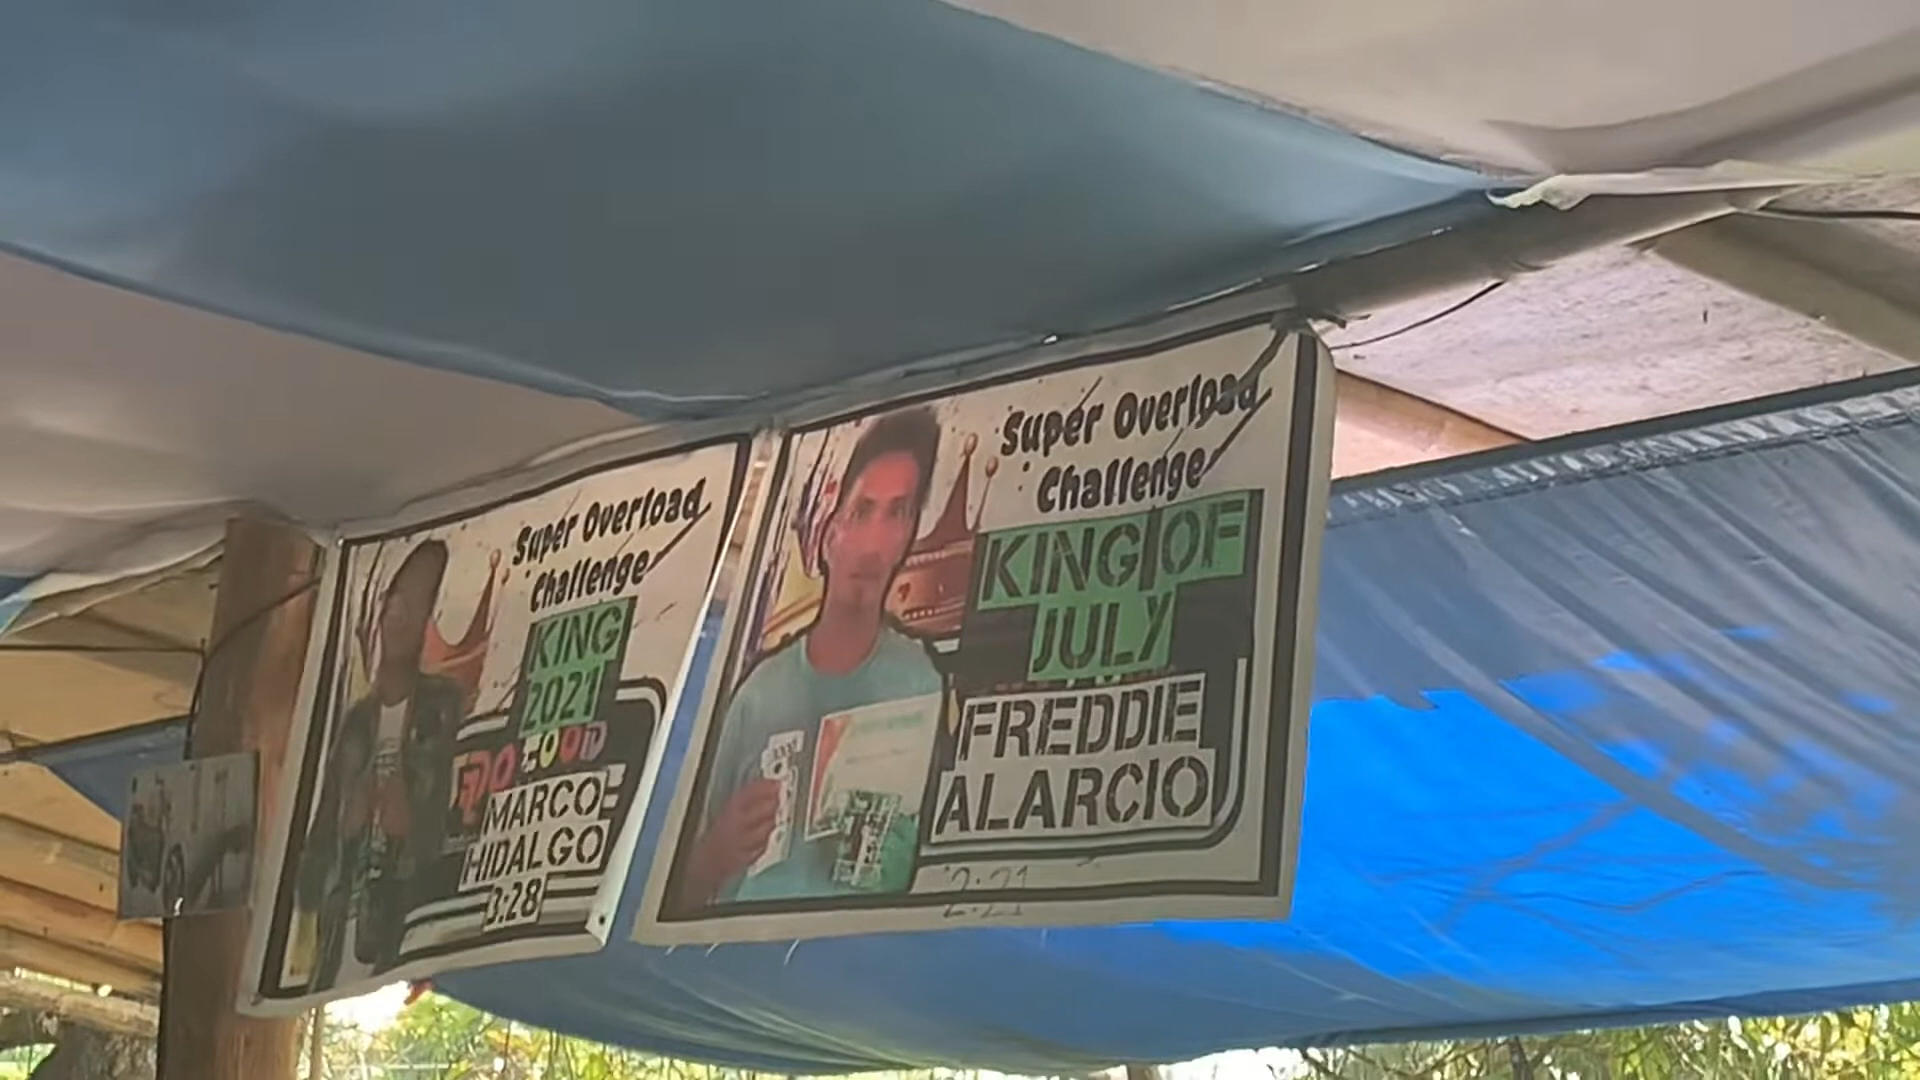 Super Overload
Challenge
KING
2021
MARCO
HIDALGO
3:28
Super Overload
Challenge
KING OF
JULY
FREDDIE
ALARCIO
2:21